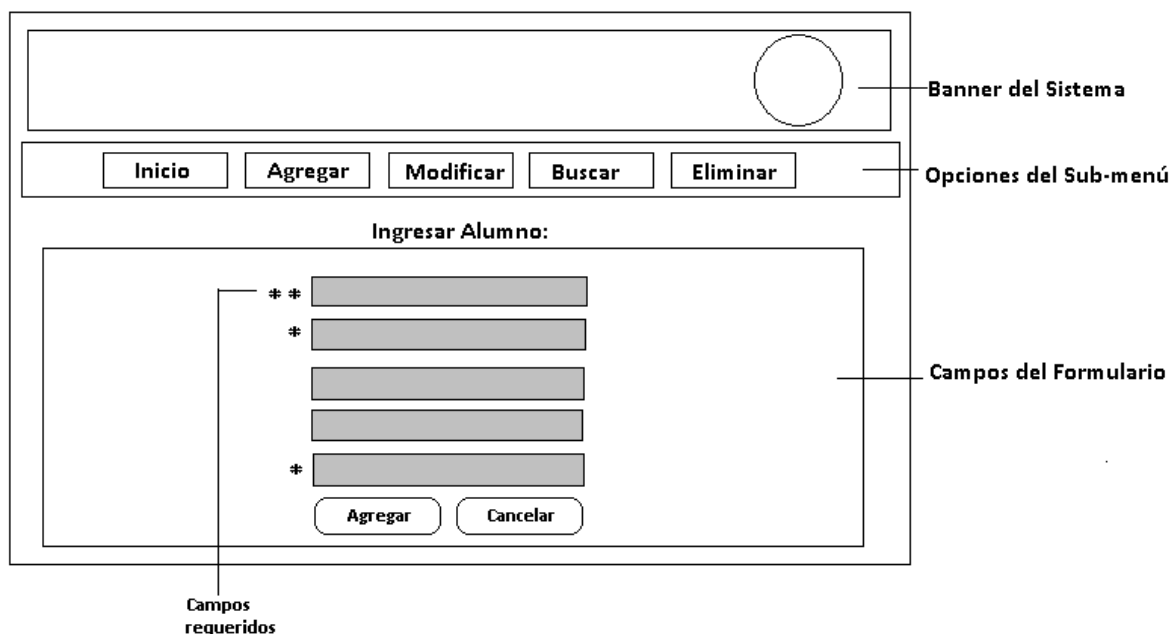 Banner del Sistema
Inicio
Agregar
Modificar
Buscar
Eliminar
Opciones del Sub-menú
Ingresar Alumno:
**
*
Campos del Formulario
*
Agregar
Cancelar
Campos
requeridos